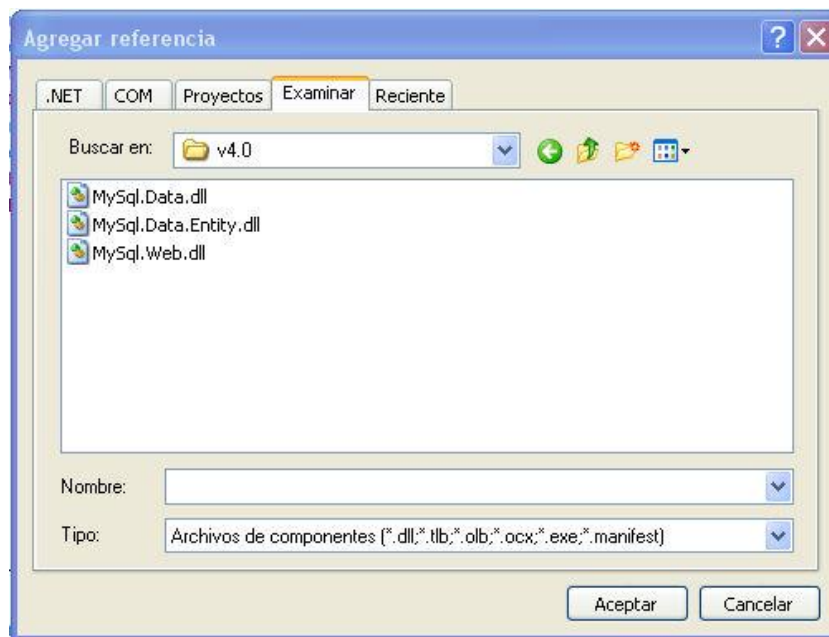 Agregar referencia
.NET COM Proyectos Examinar Reciente
Buscar en: v4.0
MySql.Data.dll
MySql.Data.Entity.dll
MySql.Web.dll
Nombre:
Tipo: Archivos de componentes (*.dll;*.tlb;*.olb;*.ocx;*.exe;*.manifest)
Aceptar Cancelar